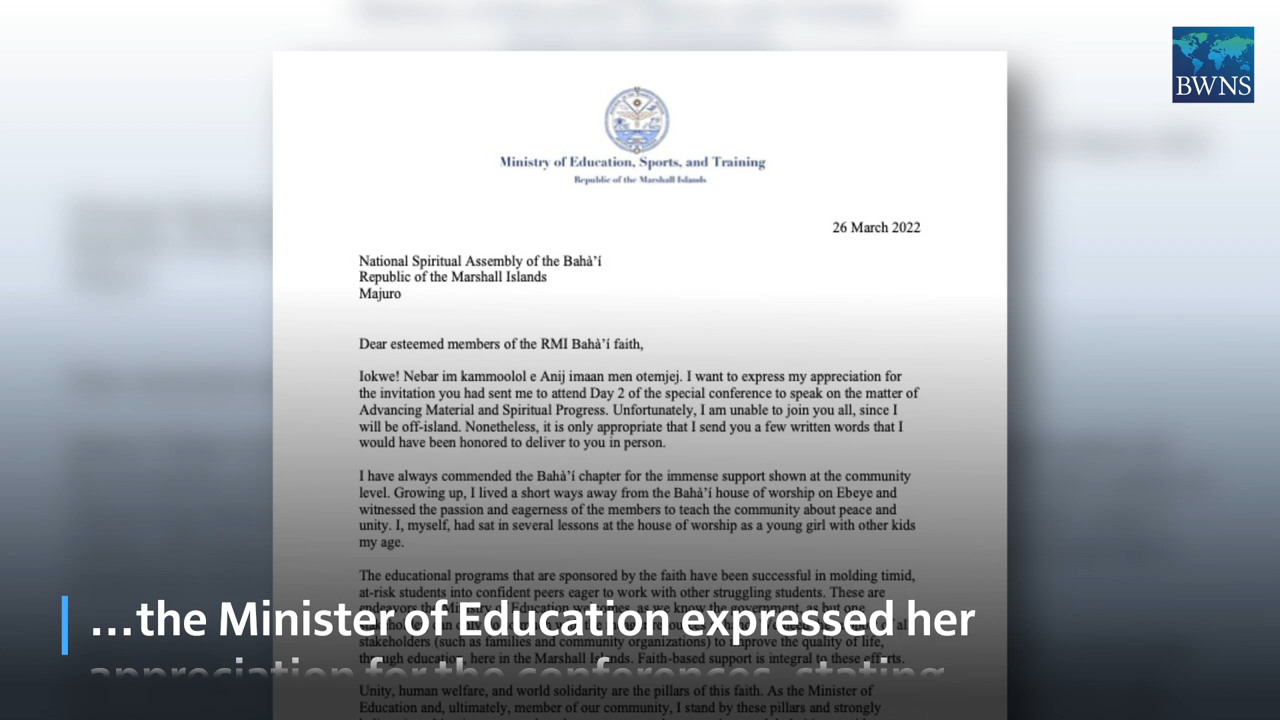 BWNS
Ministry of Education, Sports, and Training
Republic of the Marshall Islands
26 March 2022
National Spiritual Assembly of the Bahà’í
Republic of the Marshall Islands
Majuro
Dear esteemed members of the RMI Bahà’í faith,
Iokwe! Nebar im kammoolol e Anij imaan men otemjej. I want to express my appreciation for
the invitation you had sent me to attend Day 2 of the special conference to speak on the matter of
Advancing Material and Spiritual Progress. Unfortunately, I am unable to join you all, since I
will be off-island. Nonetheless, it is only appropriate that I send you a few written words that I
would have been honored to deliver to you in person.
I have always commended the Bahà’í chapter for the immense support shown at the community
level. Growing up, I lived a short ways away from the Bahà’í house of worship on Ebeye and
witnessed the passion and eagerness of the members to teach the community about peace and
unity. I, myself, had sat in several lessons at the house of worship as a young girl with other kids
my age.
The educational programs that are sponsored by the faith have been successful in molding timid,
at-risk students into confident peers eager to work with other struggling students. These are
…the Minister of Education expressed her
stakeholders (such as families and community organizations) to improve the quality of life,
through education here in the Marshall Islands. Faith-based support is integral to these efforts.
appreciation for the conferences, stating
Unity, human welfare, and world solidarity are the pillars of this faith. As the Minister of
Education and, ultimately, member of our community, I stand by these pillars and strongly